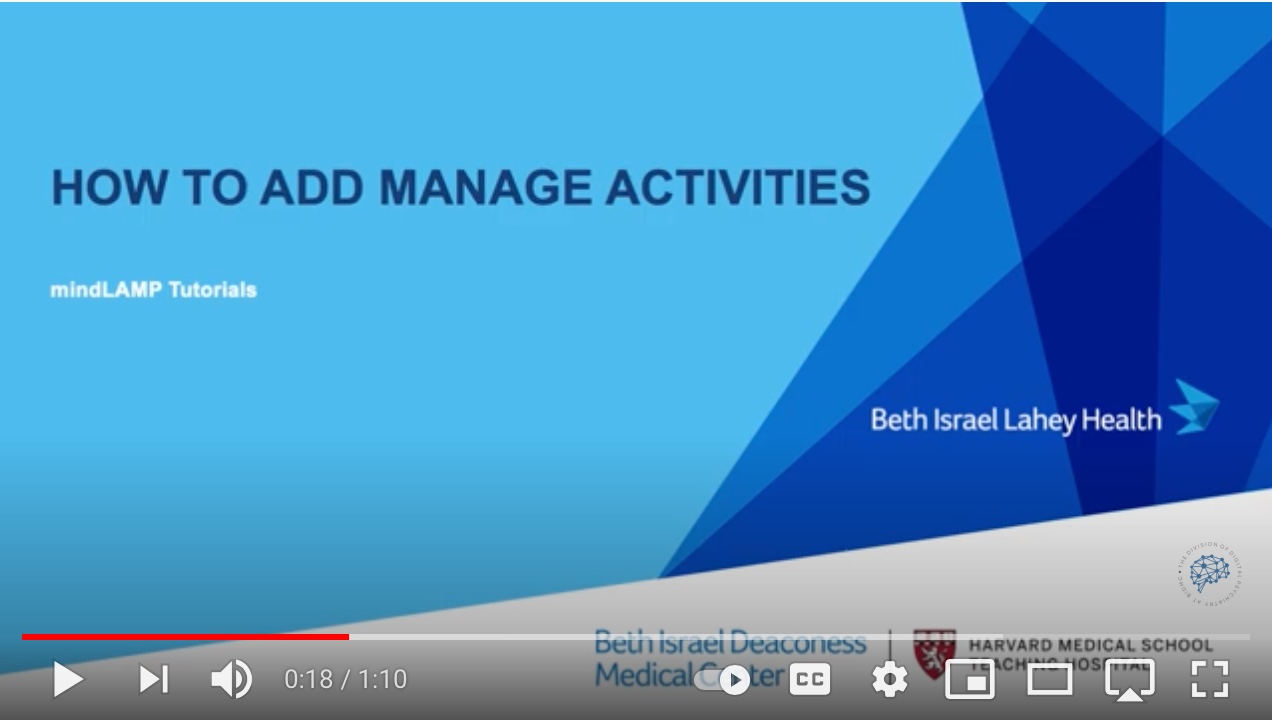 HOW TO ADD MANAGE ACTIVITIES
mindLAMP Tutorials
Beth Israel Lahey Health
THE DIVISION OF DIGITAL PSYCHIATRY AT BIDMC
Beth Israel Deaconess
Medical Center
HARVARD MEDICAL SCHOOL
TEACHING HOSPITAL
0:18 / 1:10
CC